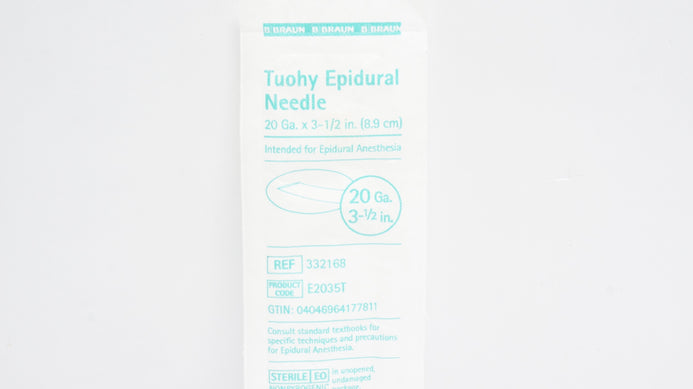 B BRAUN B BRAUN B BRAUN
Tuohy Epidural
Needle
20 Ga. x 3-1/2 in. (8.9 cm)
Intended for Epidural Anesthesia
20 Ga.
3-1/2 in.
REF 332168
PRODUCT
CODE
E2035T
GTIN: 04046964177811
Consult standard textbooks for
specific techniques and precautions
for Epidural Anesthesia.
STERILE EO in unopened,
undamaged
NONPYROGENIC package.